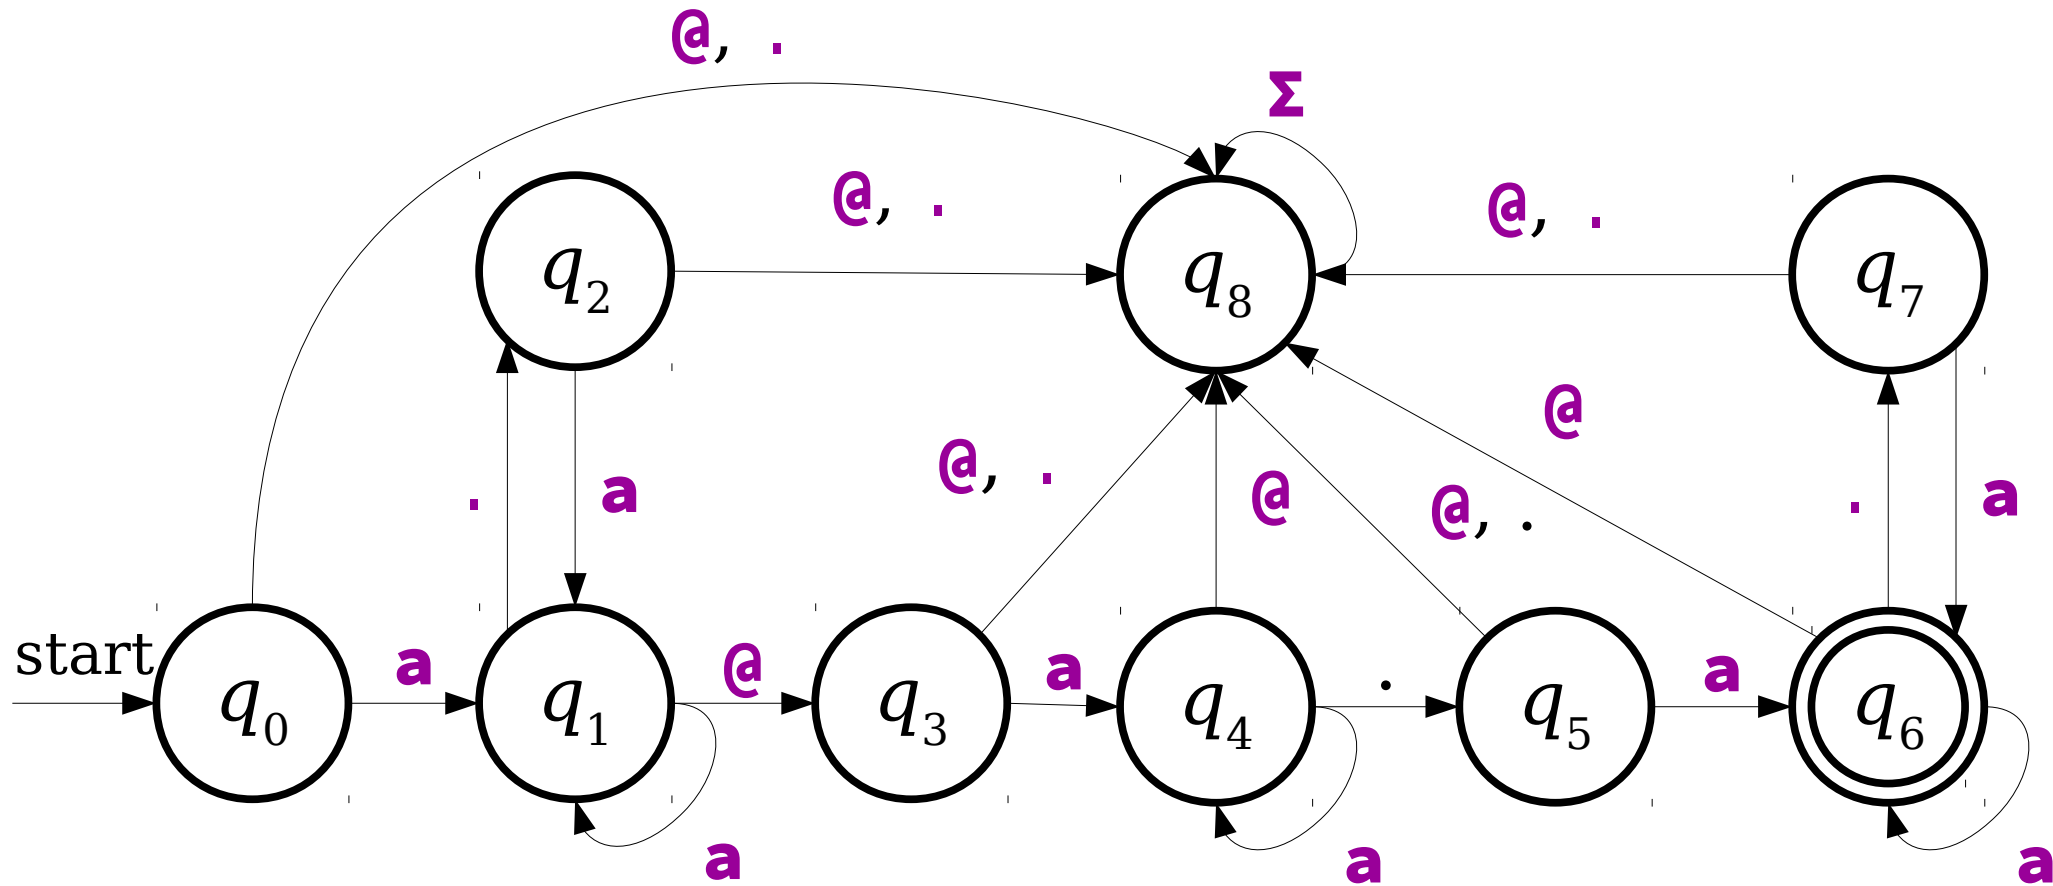 @, .
Σ
@, .
@, .
q2
q8
q7
@
@, .
@
@, .
.
a
.
a
start
a
@
a
.
a
q0
q1
q3
q4
q5
q6
a
a
a